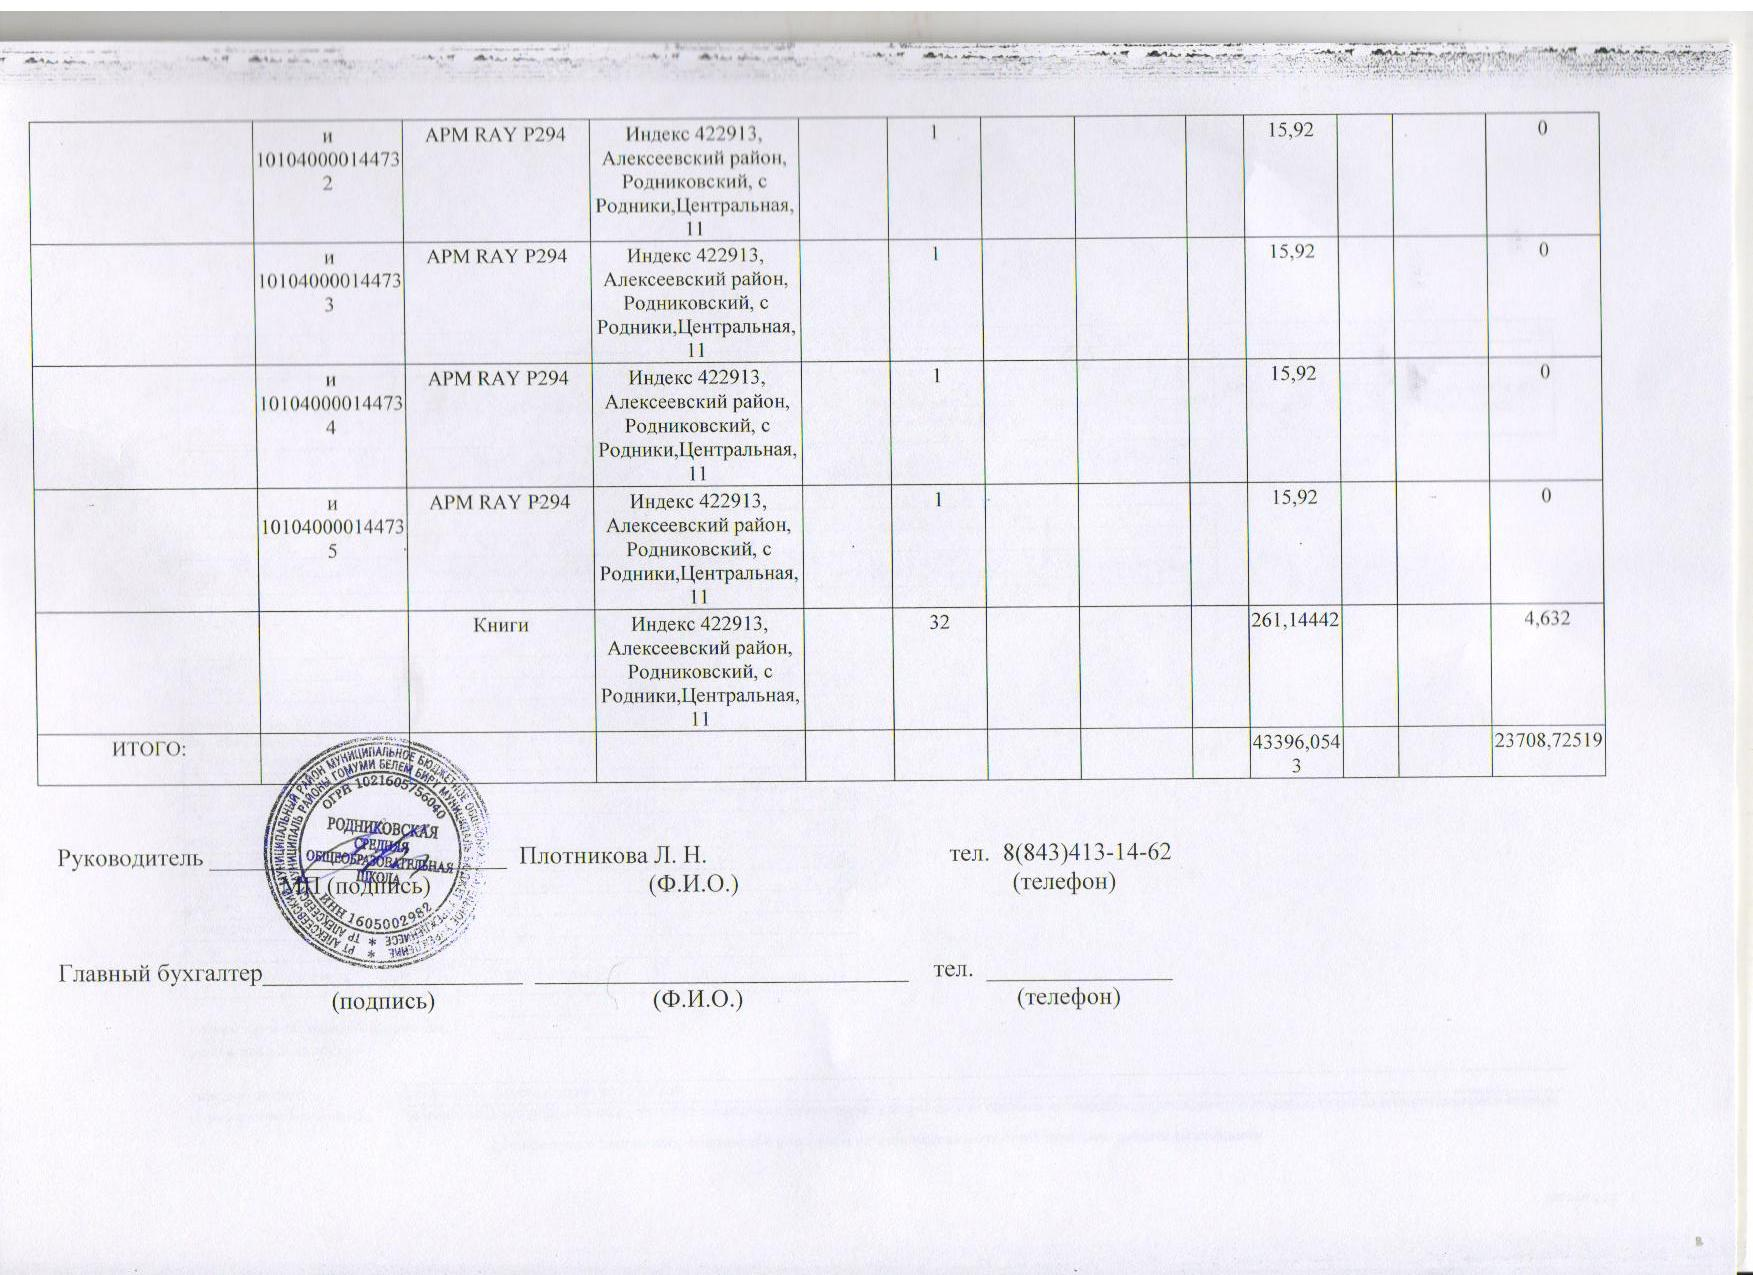 и
10104000014473
2
АРМ RAY P294
Индекс 422913,
Алексеевский район,
Родниковский, с
Родники,Центральная,
11
1
15,92
0
и
10104000014473
3
АРМ RAY P294
Индекс 422913,
Алексеевский район,
Родниковский, с
Родники,Центральная,
11
1
15,92
0
и
10104000014473
4
АРМ RAY P294
Индекс 422913,
Алексеевский район,
Родниковский, с
Родники,Центральная,
11
1
15,92
0
и
10104000014473
5
АРМ RAY P294
Индекс 422913,
Алексеевский район,
Родниковский, с
Родники,Центральная,
11
1
15,92
0
Книги
Индекс 422913,
Алексеевский район,
Родниковский, с
Родники,Центральная,
11
32
261,14442
4,632
ИТОГО:
43396,054
3
23708,72519
ОГРН 1021605756040
РОДНИКОВСКАЯ
СРЕДНЯЯ
ОБЩЕОБРАЗОВАТЕЛЬНАЯ
ШКОЛА
ИНН 1605002982
Руководитель Плотникова Л. Н. тел. 8(843)413-14-62
МП (подпись) (Ф.И.О.) (телефон)
Главный бухгалтер тел.
(подпись) (Ф.И.О.) (телефон)